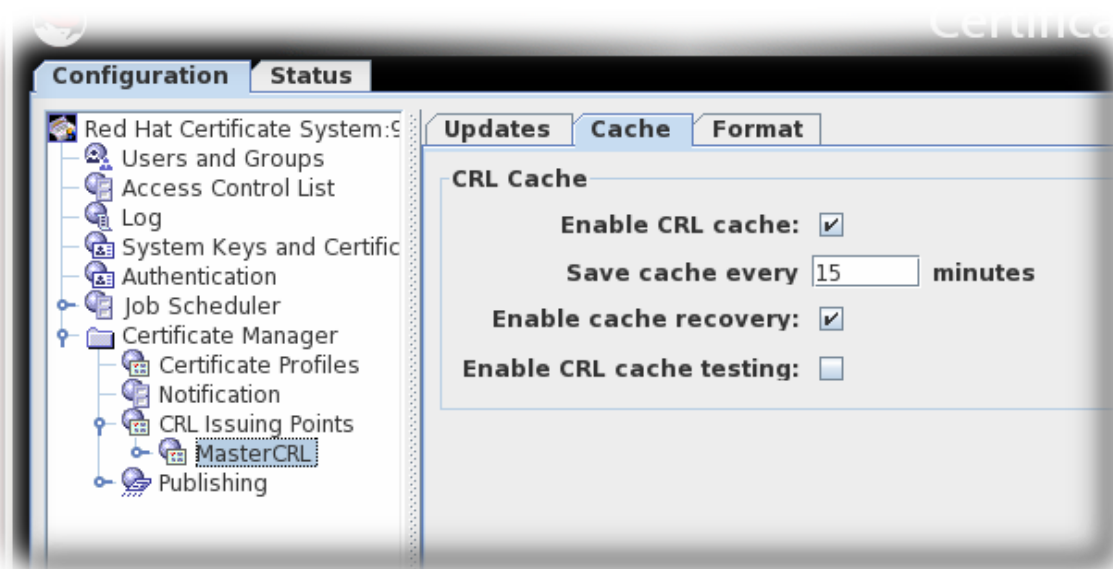 Certifica
Configuration Status
Red Hat Certificate System:9
Users and Groups
Access Control List
Log
System Keys and Certific
Authentication
Job Scheduler
Certificate Manager
Certificate Profiles
Notification
CRL Issuing Points
MasterCRL
Publishing
Updates Cache Format
CRL Cache
Enable CRL cache:
Save cache every 15 minutes
Enable cache recovery:
Enable CRL cache testing: